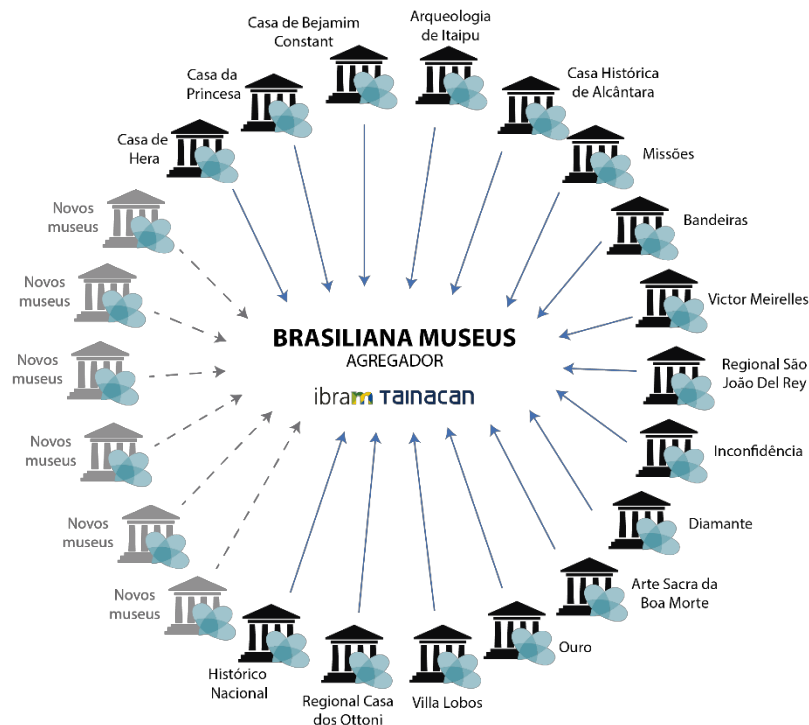 Casa de Bejamim
Constant
Arqueologia
de Itaipu
Casa da
Princesa
Casa Histórica
de Alcântara
Casa de
Hera
Missões
Novos
museus
Bandeiras
Novos
museus
Victor Meirelles
BRASILIANA MUSEUS
AGREGADOR
ibram TAINACAN
Novos
museus
Regional São
João Del Rey
Novos
museus
Inconfidência
Novos
museus
Diamante
Novos
museus
Arte Sacra da
Boa Morte
Histórico
Nacional
Regional Casa
dos Ottoni
Villa Lobos
Ouro